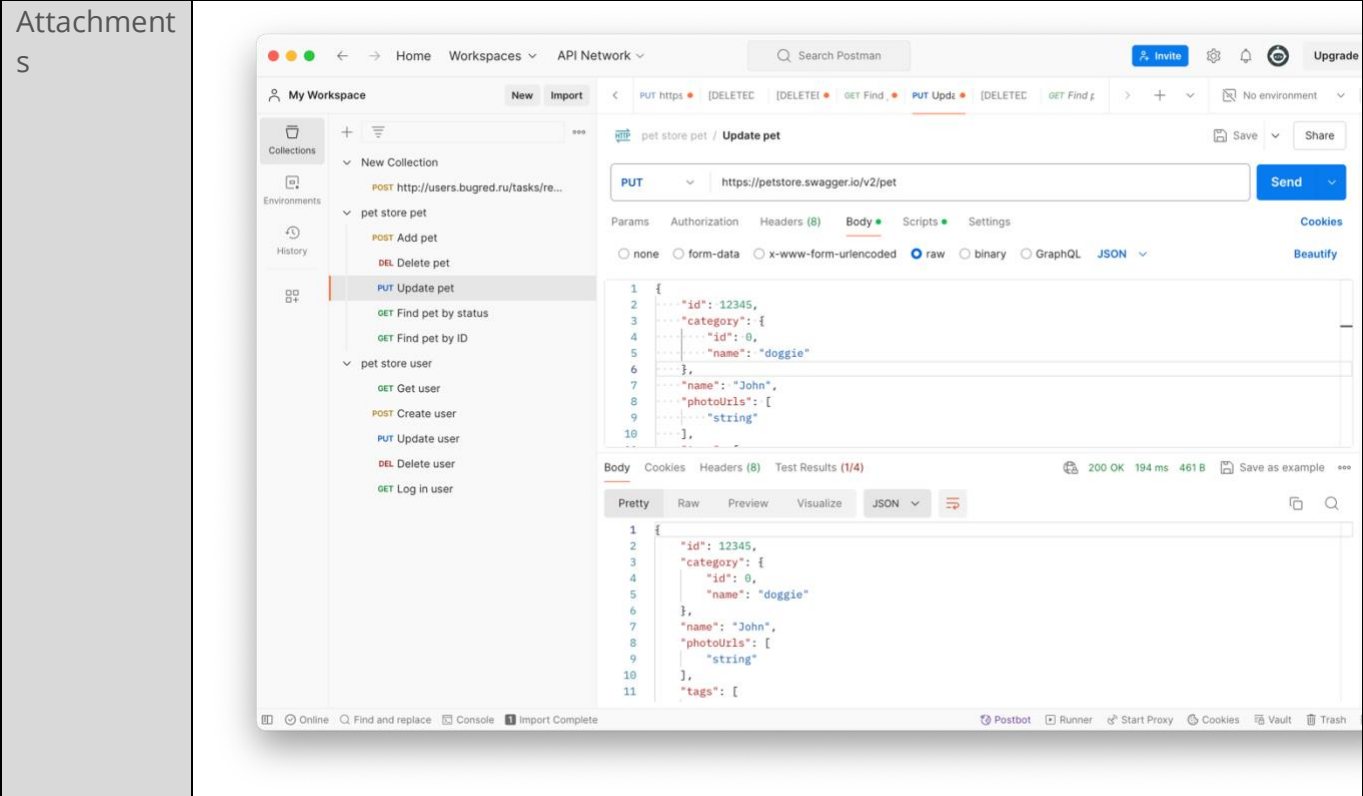 Attachment
s
Home Workspaces API Network Search Postman Invite Upgrade
My Workspace New Import PUT https [DELETED [DELETE( GET Find PUT Upda [DELETED GET Find p No environment
HTTP pet store pet / Update pet Save Share
Collections
New Collection
POST http://users.bugred.ru/tasks/re...
PUT https://petstore.swagger.io/v2/pet Send
Environments
pet store pet
Params Authorization Headers (8) Body Scripts Settings Cookies
History
POST Add pet
DEL Delete pet
none form-data x-www-form-urlencoded raw binary GraphQL JSON Beautify
PUT Update pet
GET Find pet by status
GET Find pet by ID
pet store user
GET Get user
POST Create user
PUT Update user
DEL Delete user
GET Log in user
1 {
2 "id": 12345,
3 "category": {
4 "id": 0,
5 "name": "doggie"
6 },
7 "name": "John",
8 "photoUrls": [
9 "string"
10 ],
Body Cookies Headers (8) Test Results (1/4) 200 OK 194 ms 461 B Save as example
Pretty Raw Preview Visualize JSON
1 {
2 "id": 12345,
3 "category": {
4 "id": 0,
5 "name": "doggie"
6 },
7 "name": "John",
8 "photoUrls": [
9 "string"
10 ],
11 "tags": [
Online Find and replace Console 1 Import Complete Postbot Runner Start Proxy Cookies Vault Trash